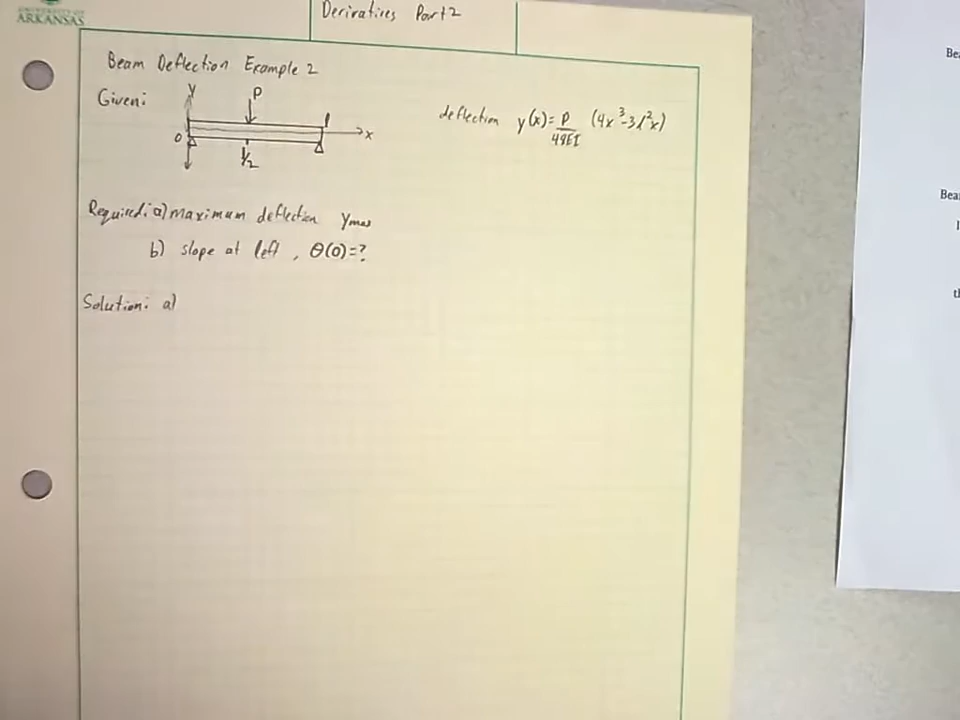 ARKANSAS
Derivatives Part 2
Beam Deflection Example 2
Given:
y
P
l
x
0
l/2
deflection y(x)= P/48EI (4x³-3l²x)
Required: a) maximum deflection ymax
b) slope at left, θ(0)=?
Solution: a)
Bea
Bea